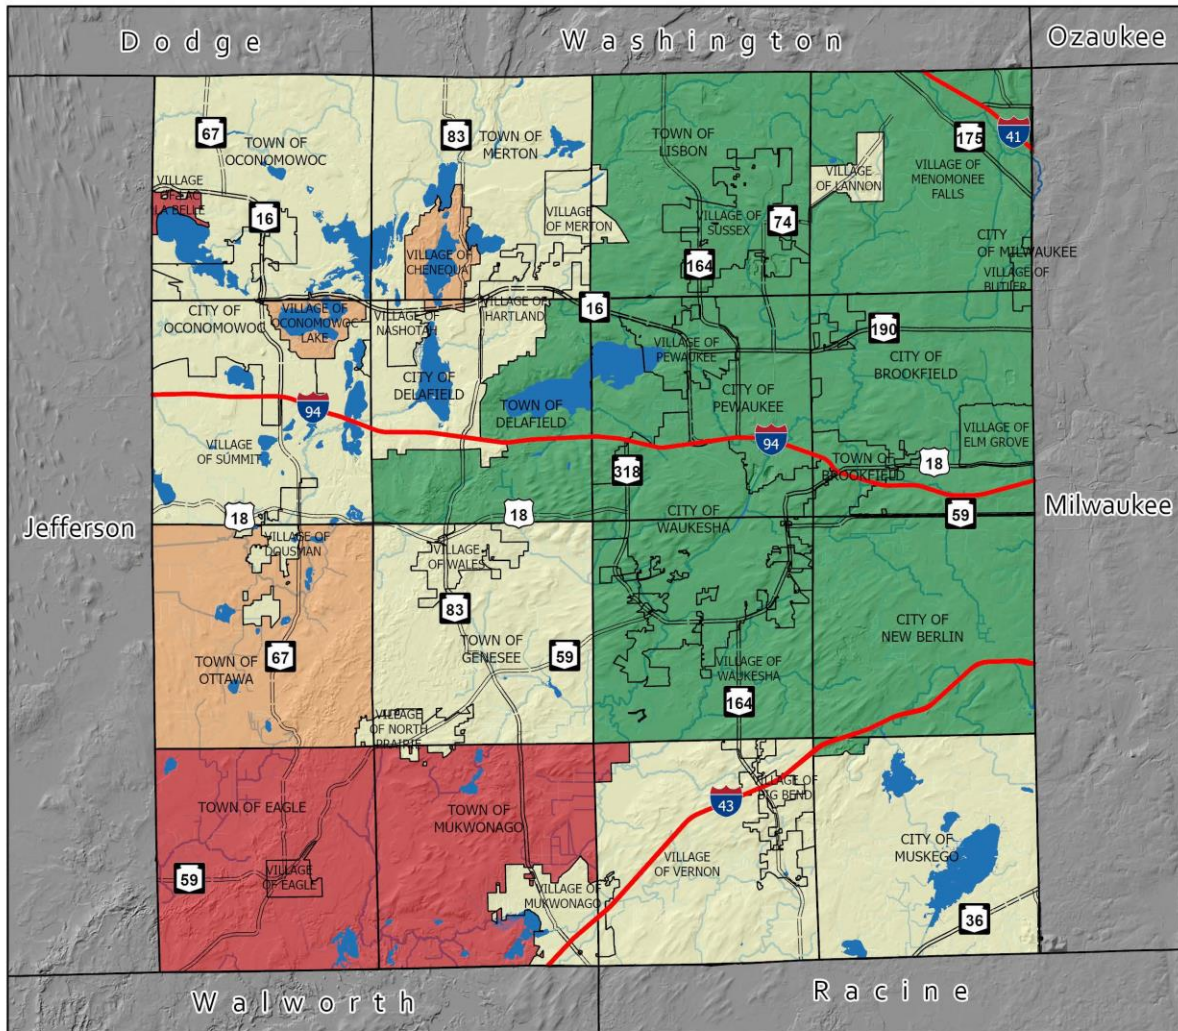 Dodge
Washington
Ozaukee
67
TOWN OF
OCONOMOWOC
83
TOWN OF
MERTON
TOWN OF
LISBON
175
41
VILLAGE
OF LAC
LA BELLE
VILLAGE
OF LANNON
VILLAGE OF
MENOMONEE
FALLS
16
VILLAGE
OF MERTON
VILLAGE OF
SUSSEX
74
CITY
OF MILWAUKEE
VILLAGE OF
CHENEQUA
164
VILLAGE OF
BUTLER
CITY OF
OCONOMOWOC
VILLAGE OF
OCONOMOWOC
LAKE
VILLAGE OF
NASHOTAH
VILLAGE OF
HARTLAND
16
190
VILLAGE OF
PEWAUKEE
CITY OF
BROOKFIELD
CITY OF
DELAFIELD
CITY OF
PEWAUKEE
94
TOWN OF
DELAFIELD
VILLAGE OF
ELM GROVE
94
VILLAGE
OF SUMMIT
318
TOWN OF
BROOKFIELD
18
Jefferson
18
18
CITY OF
WAUKESHA
59
Milwaukee
VILLAGE OF
DOUSMAN
VILLAGE
OF WALES
83
TOWN OF
GENESEE
59
CITY OF
NEW BERLIN
TOWN OF
OTTAWA
67
VILLAGE OF
WAUKESHA
164
VILLAGE
OF NORTH
PRAIRIE
TOWN OF EAGLE
TOWN OF
MUKWONAGO
43
VILLAGE OF
BIG BEND
CITY OF
MUSKEGO
59
VILLAGE
OF EAGLE
VILLAGE OF
MUKWONAGO
VILLAGE
OF VERNON
36
Walworth
Racine